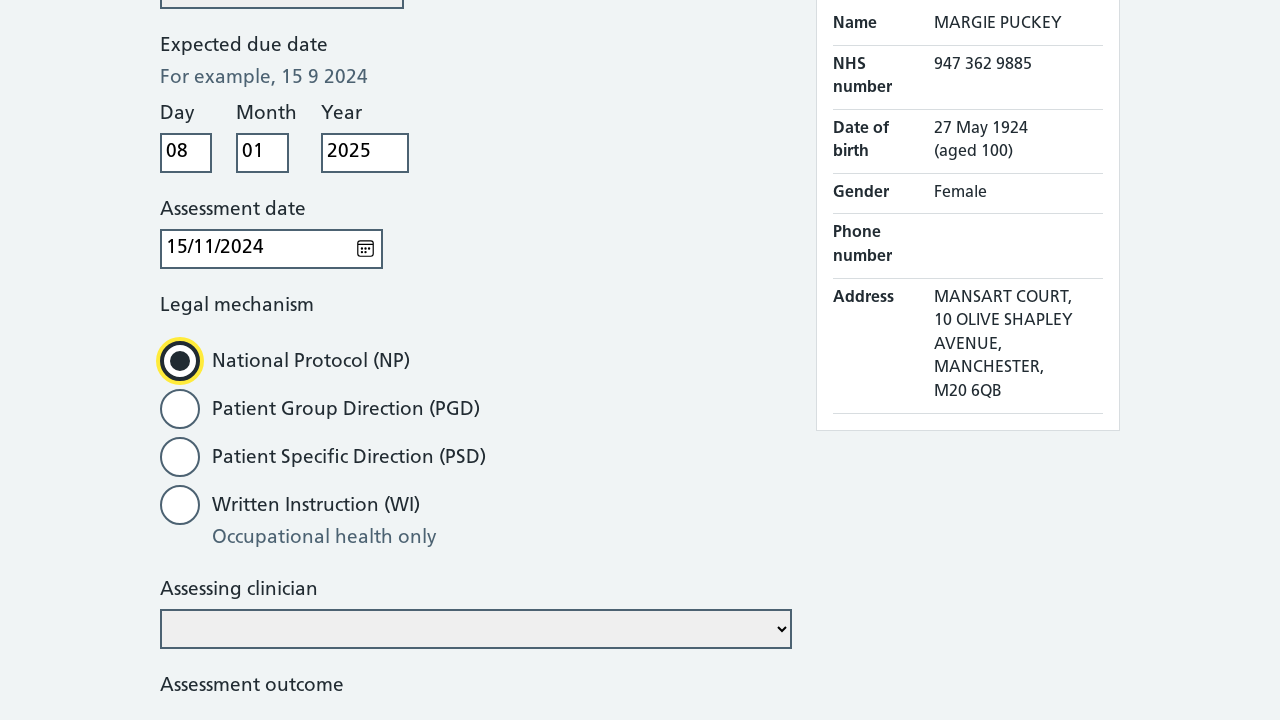 Expected due date
For example, 15 9 2024
Day Month Year
08 01 2025
Assessment date
15/11/2024
Legal mechanism
National Protocol (NP)
Patient Group Direction (PGD)
Patient Specific Direction (PSD)
Written Instruction (WI)
Occupational health only
Assessing clinician
Assessment outcome
Name MARGIE PUCKEY
NHS 947 362 9885
number
Date of 27 May 1924
birth (aged 100)
Gender Female
Phone
number
Address MANSART COURT,
10 OLIVE SHAPLEY
AVENUE,
MANCHESTER,
M20 6QB